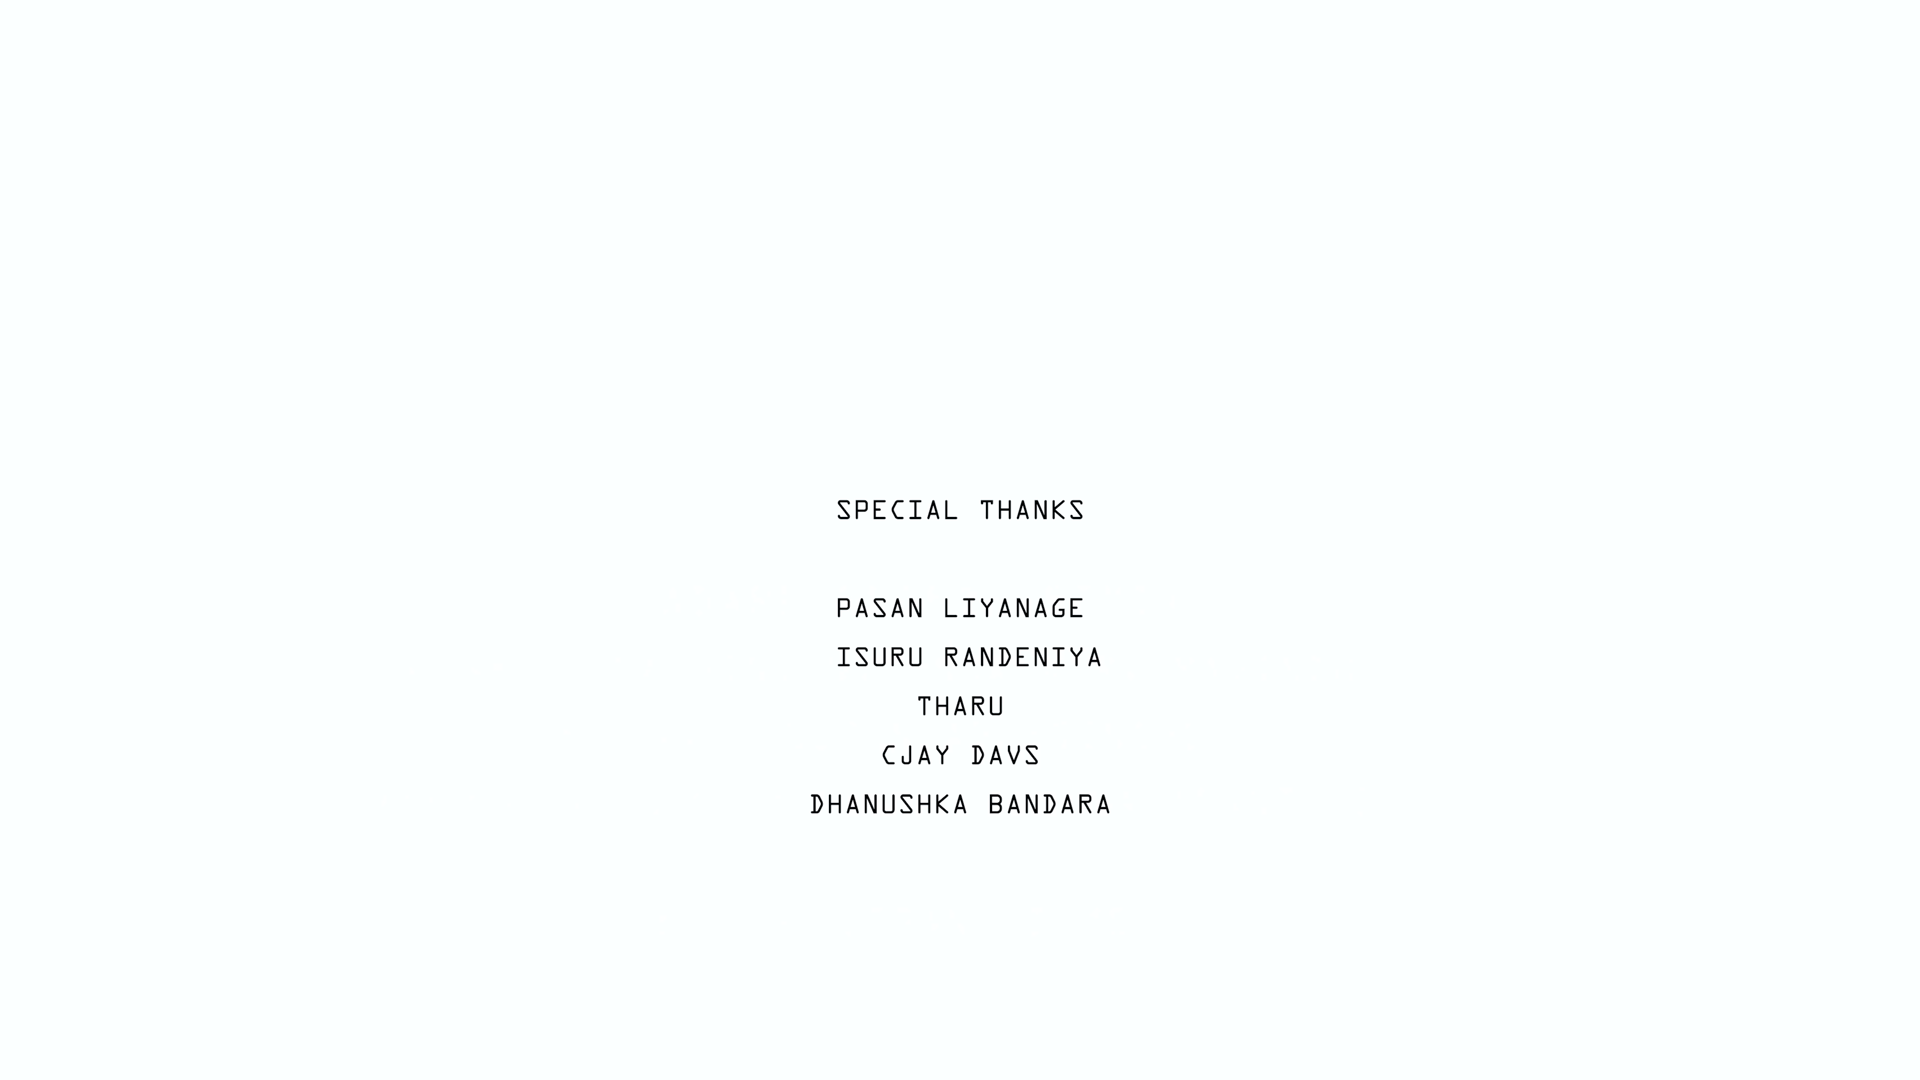 SPECIAL THANKS
PASAN LIYANAGE
ISURU RANDENIYA
THARU
CJAY DAVS
DHANUSHKA BANDARA